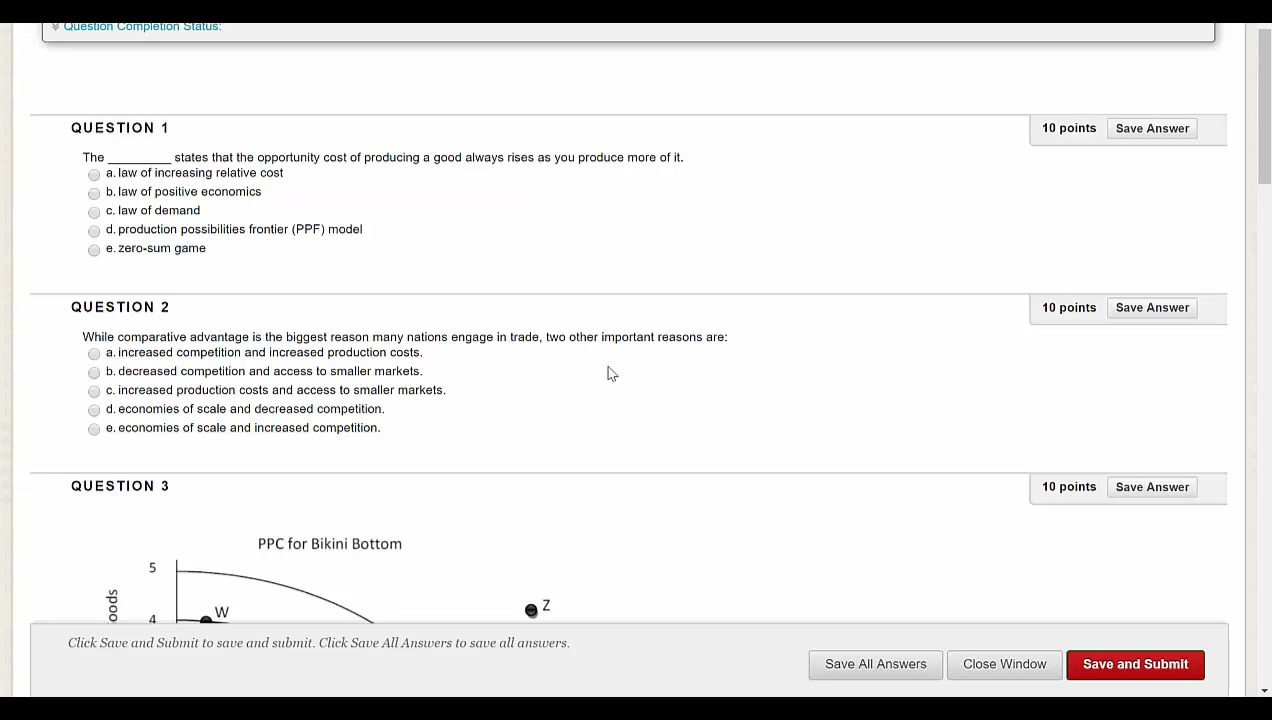 Question Completion Status:
QUESTION 1
10 points
Save Answer
The _________ states that the opportunity cost of producing a good always rises as you produce more of it.
a. law of increasing relative cost
b. law of positive economics
c. law of demand
d. production possibilities frontier (PPF) model
e. zero-sum game
QUESTION 2
10 points
Save Answer
While comparative advantage is the biggest reason many nations engage in trade, two other important reasons are:
a. increased competition and increased production costs.
b. decreased competition and access to smaller markets.
c. increased production costs and access to smaller markets.
d. economies of scale and decreased competition.
e. economies of scale and increased competition.
QUESTION 3
10 points
Save Answer
PPC for Bikini Bottom
5
W
Z
4
Click Save and Submit to save and submit. Click Save All Answers to save all answers.
Save All Answers
Close Window
Save and Submit